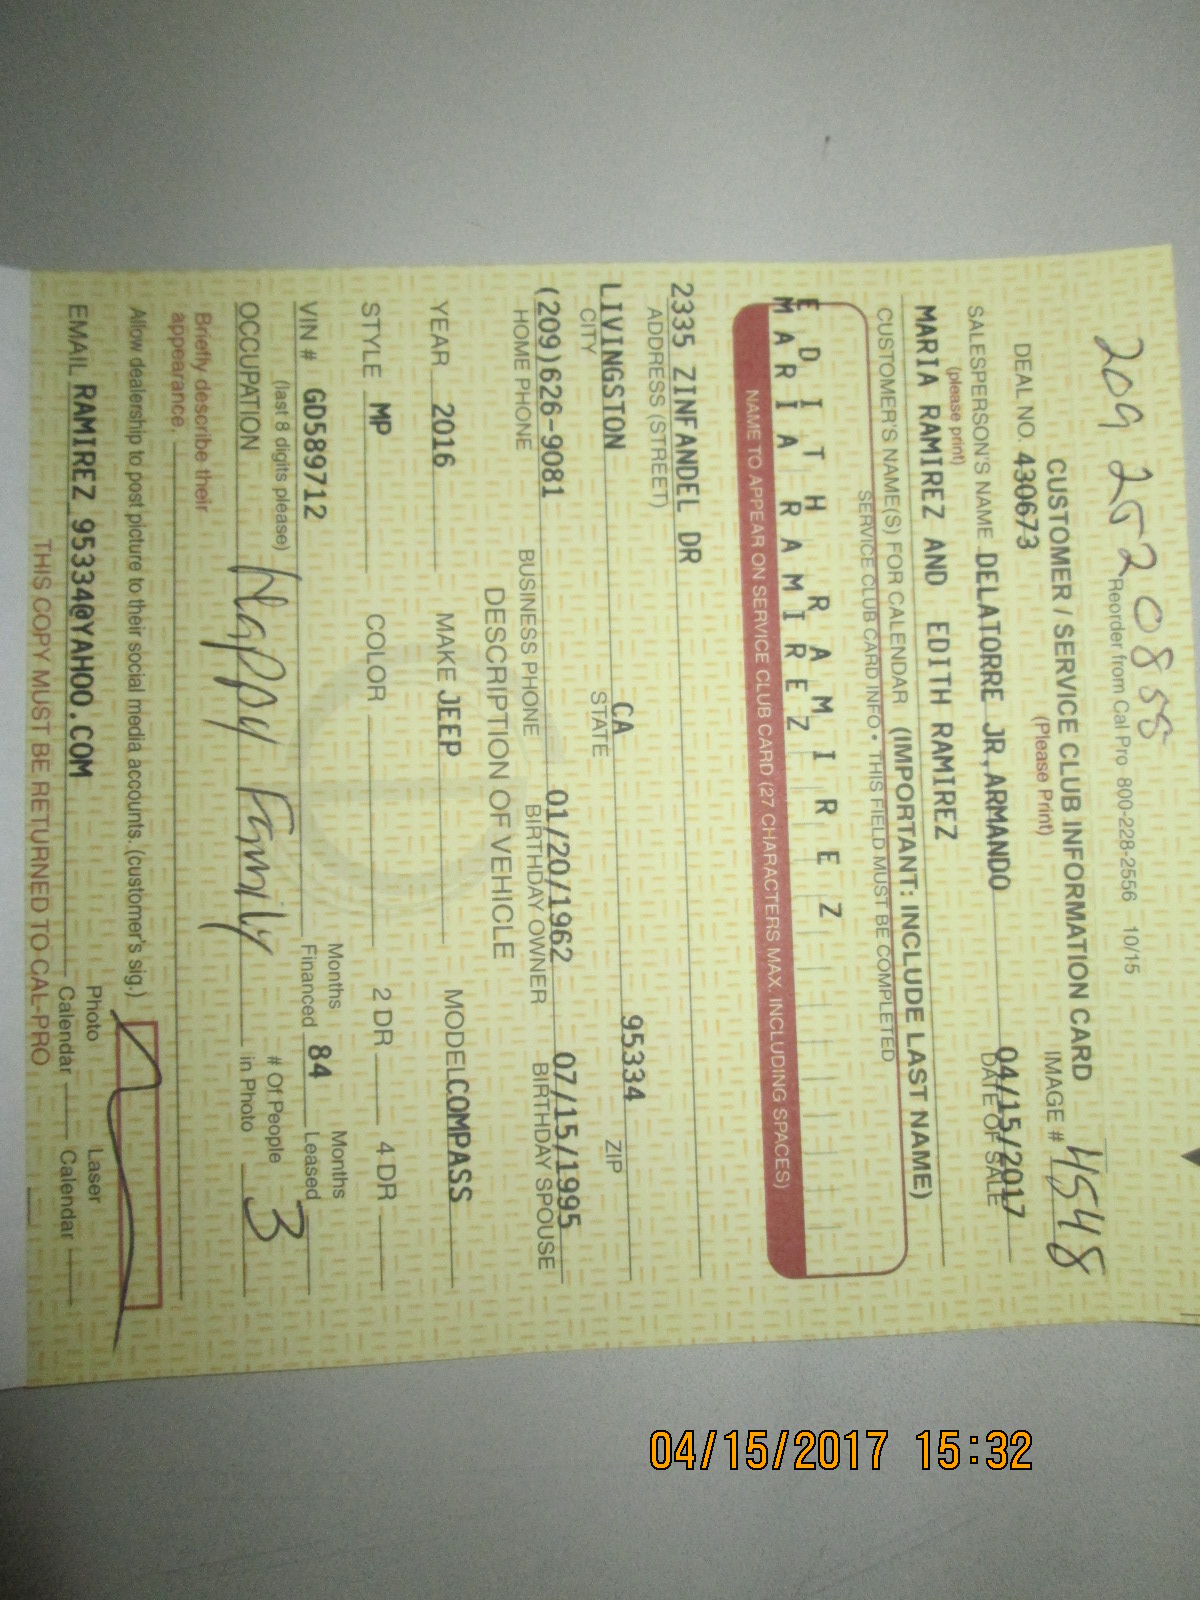 209 252 0855
Reorder from Cal Pro 800-228-2556 10/15
CUSTOMER / SERVICE CLUB INFORMATION CARD
(Please Print)
IMAGE # 4548
DEAL NO. 430673
DELATORRE JR,ARMANDO 04/15/2017
SALESPERSON'S NAME DATE OF SALE
(please print)
MARIA RAMIREZ AND EDITH RAMIREZ
CUSTOMER'S NAME(S) FOR CALENDAR (IMPORTANT: INCLUDE LAST NAME)
SERVICE CLUB CARD INFO • THIS FIELD MUST BE COMPLETED
EDITH RAMIREZ
MARIA RAMIREZ
NAME TO APPEAR ON SERVICE CLUB CARD (27 CHARACTERS MAX. INCLUDING SPACES)
2335 ZINFANDEL DR
ADDRESS (STREET)
LIVINGSTON CA 95334
CITY STATE ZIP
(209)626-9081 01/20/1962 07/15/1995
HOME PHONE BUSINESS PHONE BIRTHDAY OWNER BIRTHDAY SPOUSE
DESCRIPTION OF VEHICLE
YEAR 2016 MAKE JEEP MODEL COMPASS
STYLE MP COLOR 2 DR 4 DR
VIN # GD589712 Months Financed 84 Months Leased
(last 8 digits please)
OCCUPATION Happy Family # Of People in Photo 3
Briefly describe their
appearance.
Allow dealership to post picture to their social media accounts. (customer's sig.)
EMAIL RAMIREZ 95334@YAHOO.COM Photo Calendar Laser Calendar
THIS COPY MUST BE RETURNED TO CAL-PRO
04/15/2017 15:32